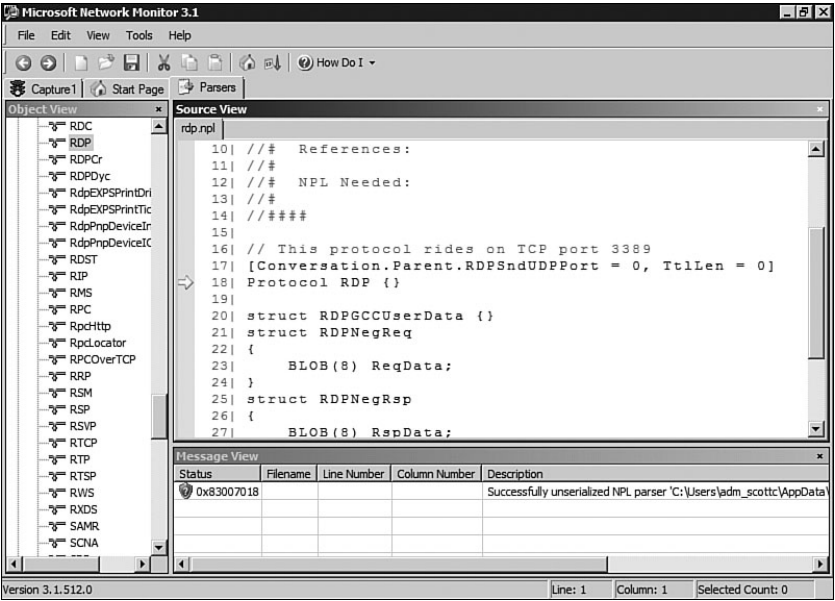 Microsoft Network Monitor 3.1
File Edit View Tools Help
How Do I
Capture1 Start Page Parsers
Object View
RDC
RDP
RDPCr
RDPDyc
RdpEXPSPrintDri
RdpEXPSPrintTic
RdpPnpDeviceIr
RdpPnpDeviceIC
RDST
RIP
RMS
RPC
RpcHttp
RpcLocator
RPCOverTCP
RRP
RSM
RSP
RSVP
RTCP
RTP
RTSP
RWS
RXDS
SAMR
SCNA
Source View
rdp.npl
10| //#  References:
11| //#
12| //#  NPL Needed:
13| //#
14| //####
15|
16| // This protocol rides on TCP port 3389
17| [Conversation.Parent.RDPSndUDPPort = 0, TtlLen = 0]
18| Protocol RDP {}
19|
20| struct RDPGCCUserData {}
21| struct RDPNegReq
22| {
23|     BLOB(8) ReqData;
24| }
25| struct RDPNegRsp
26| {
27|     BLOB(8) RspData;
Message View
Status Filename Line Number Column Number Description
0x83007018 Successfully unserialized NPL parser 'C:\Users\adm_scottc\AppData\
Version 3.1.512.0 Line: 1 Column: 1 Selected Count: 0